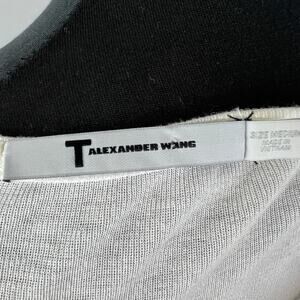 T ALEXANDER WANG
SIZE MEDIUM
MADE IN
VIETNAM